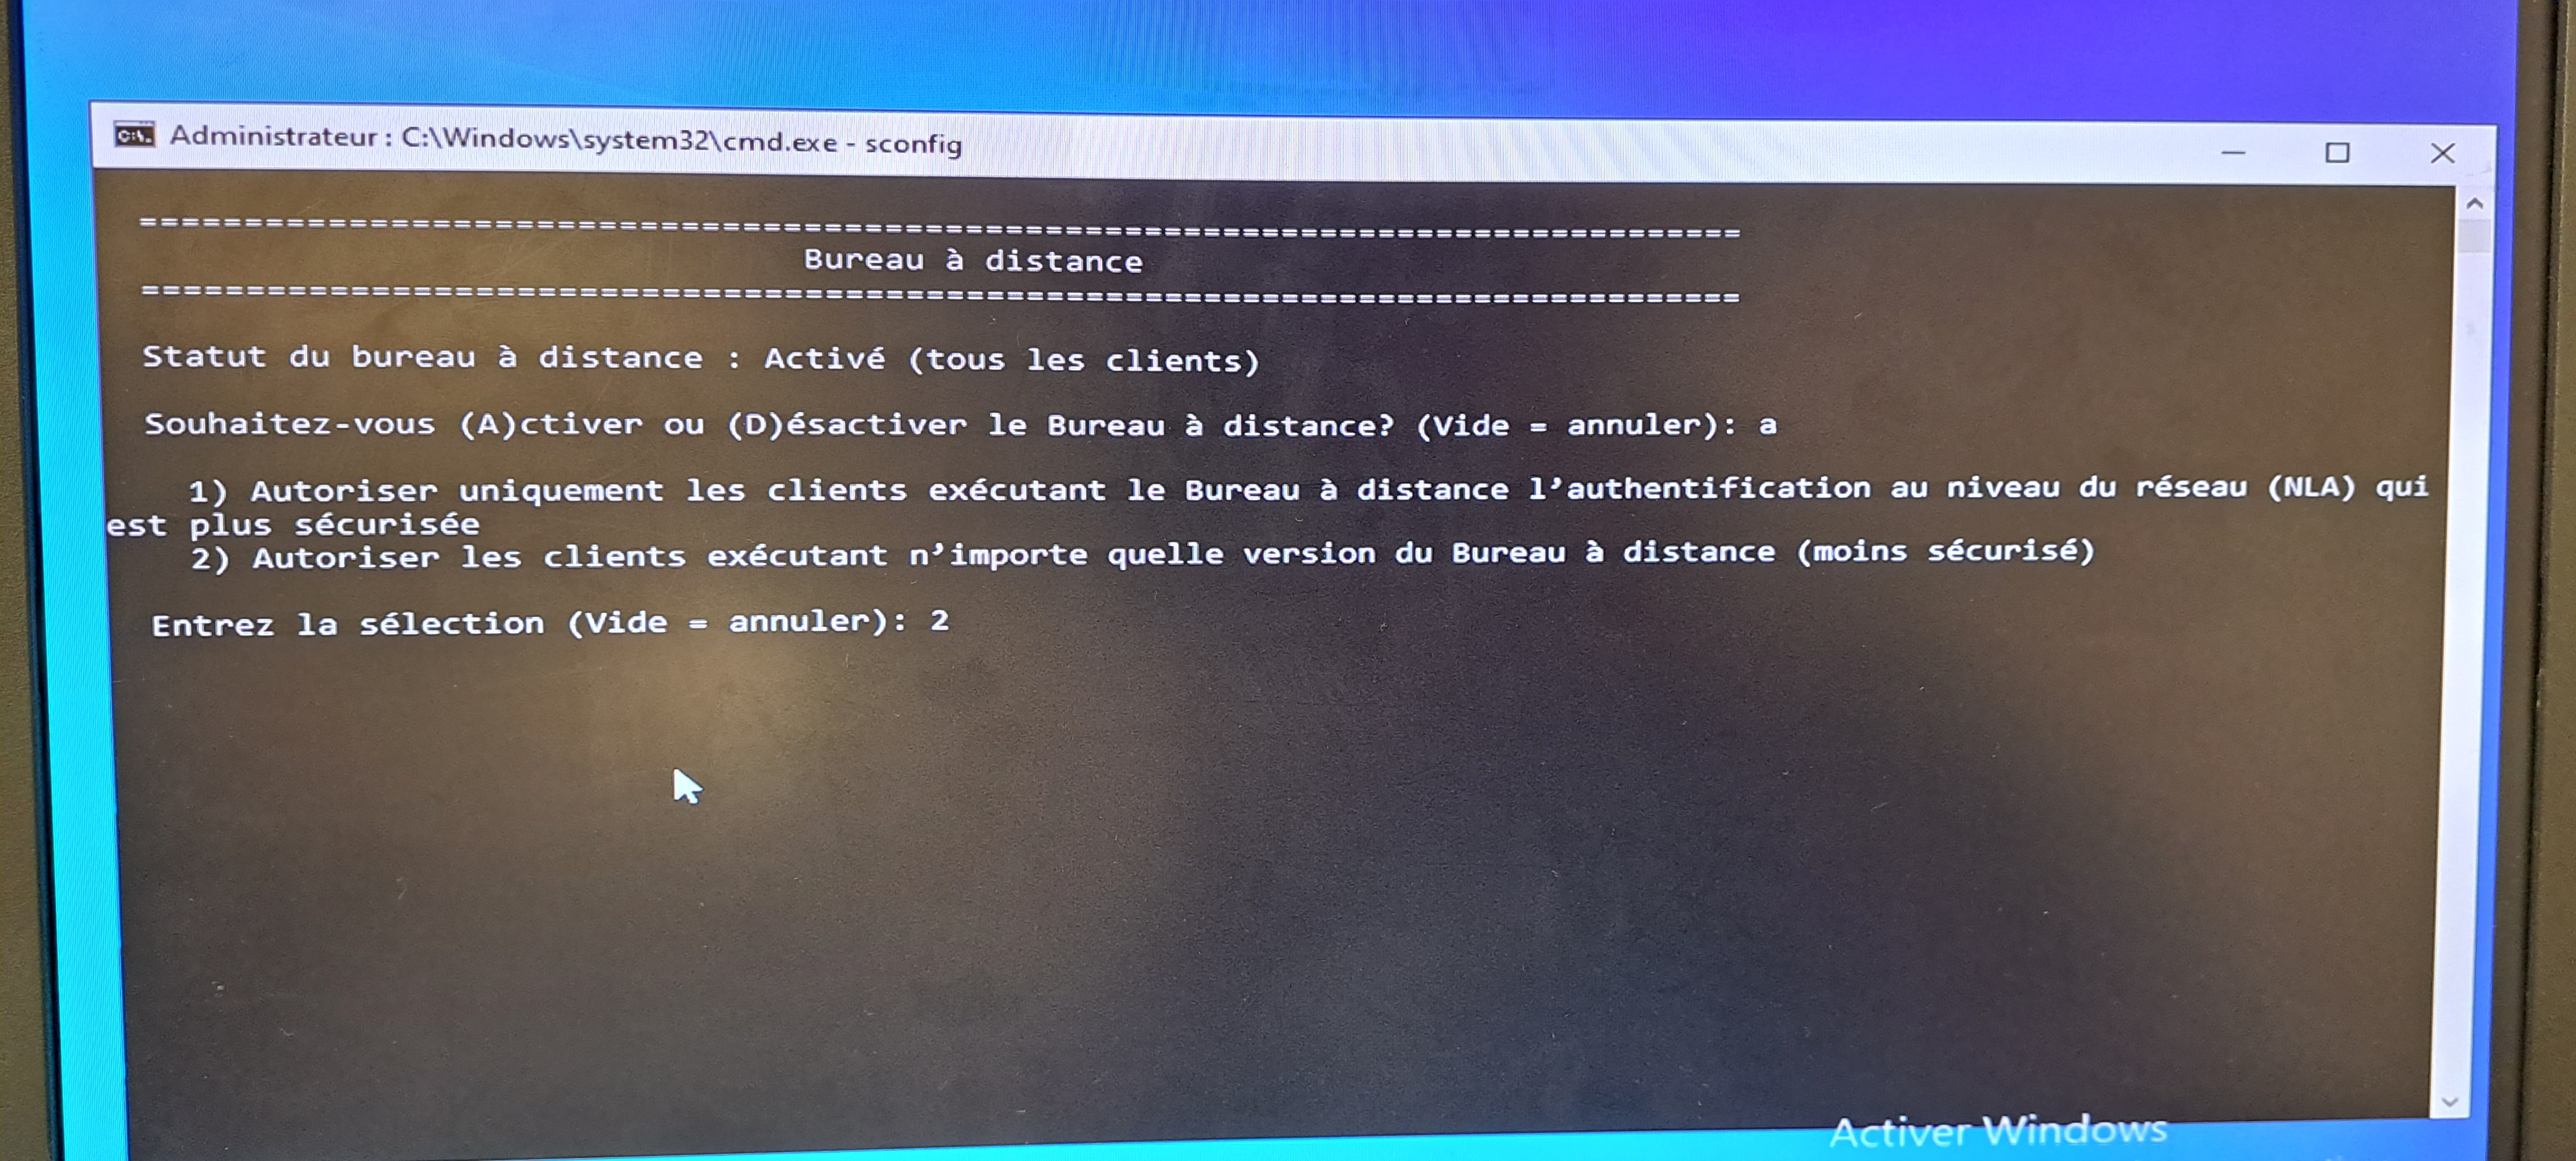 Administrateur : C:\Windows\system32\cmd.exe - sconfig
=============================================================================
Bureau à distance
=============================================================================
Statut du bureau à distance : Activé (tous les clients)
Souhaitez-vous (A)ctiver ou (D)ésactiver le Bureau à distance? (Vide = annuler): a
1) Autoriser uniquement les clients exécutant le Bureau à distance l’authentification au niveau du réseau (NLA) qui
est plus sécurisée
2) Autoriser les clients exécutant n’importe quelle version du Bureau à distance (moins sécurisé)
Entrez la sélection (Vide = annuler): 2
Activer Windows